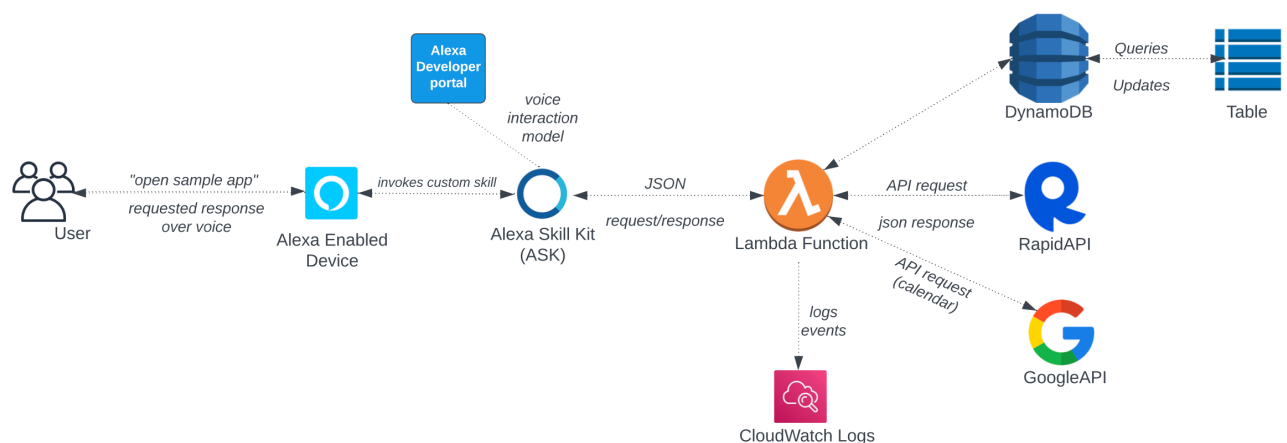 Alexa
Developer
portal
voice
interaction
model
"open sample app"
requested response
over voice
User
Alexa Enabled
Device
invokes custom skill
Alexa Skill Kit
(ASK)
JSON
request/response
Lambda Function
logs
events
CloudWatch Logs
DynamoDB
Queries
Updates
Table
API request
json response
RapidAPI
API request
(calendar)
GoogleAPI